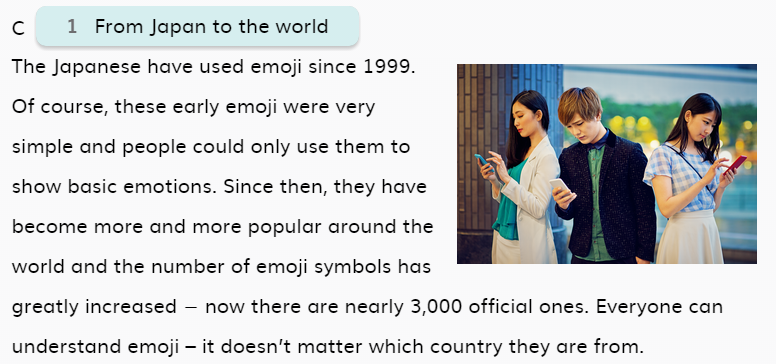 C 1 From Japan to the world
The Japanese have used emoji since 1999.
Of course, these early emoji were very
simple and people could only use them to
show basic emotions. Since then, they have
become more and more popular around the
world and the number of emoji symbols has
greatly increased – now there are nearly 3,000 official ones. Everyone can
understand emoji – it doesn’t matter which country they are from.